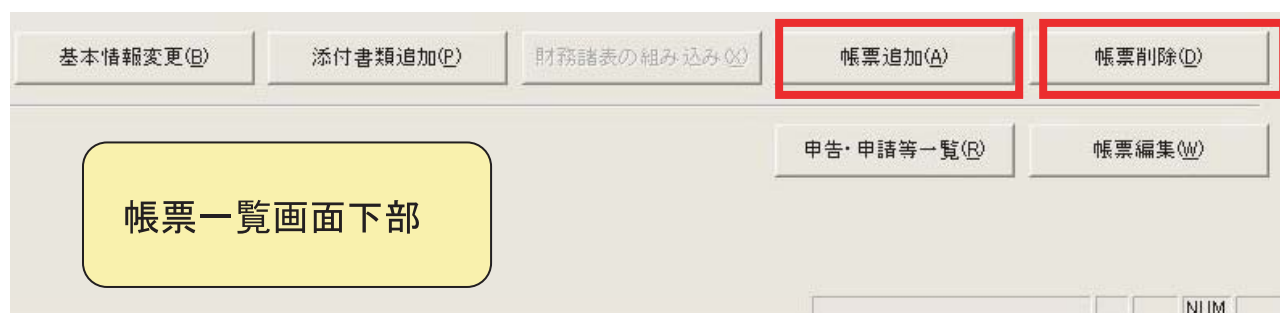 基本情報変更(B)
添付書類追加(P)
財務諸表の組み込み(X)
帳票追加(A)
帳票削除(D)
申告・申請等一覧(R)
帳票編集(W)
帳票一覧画面下部
NUM